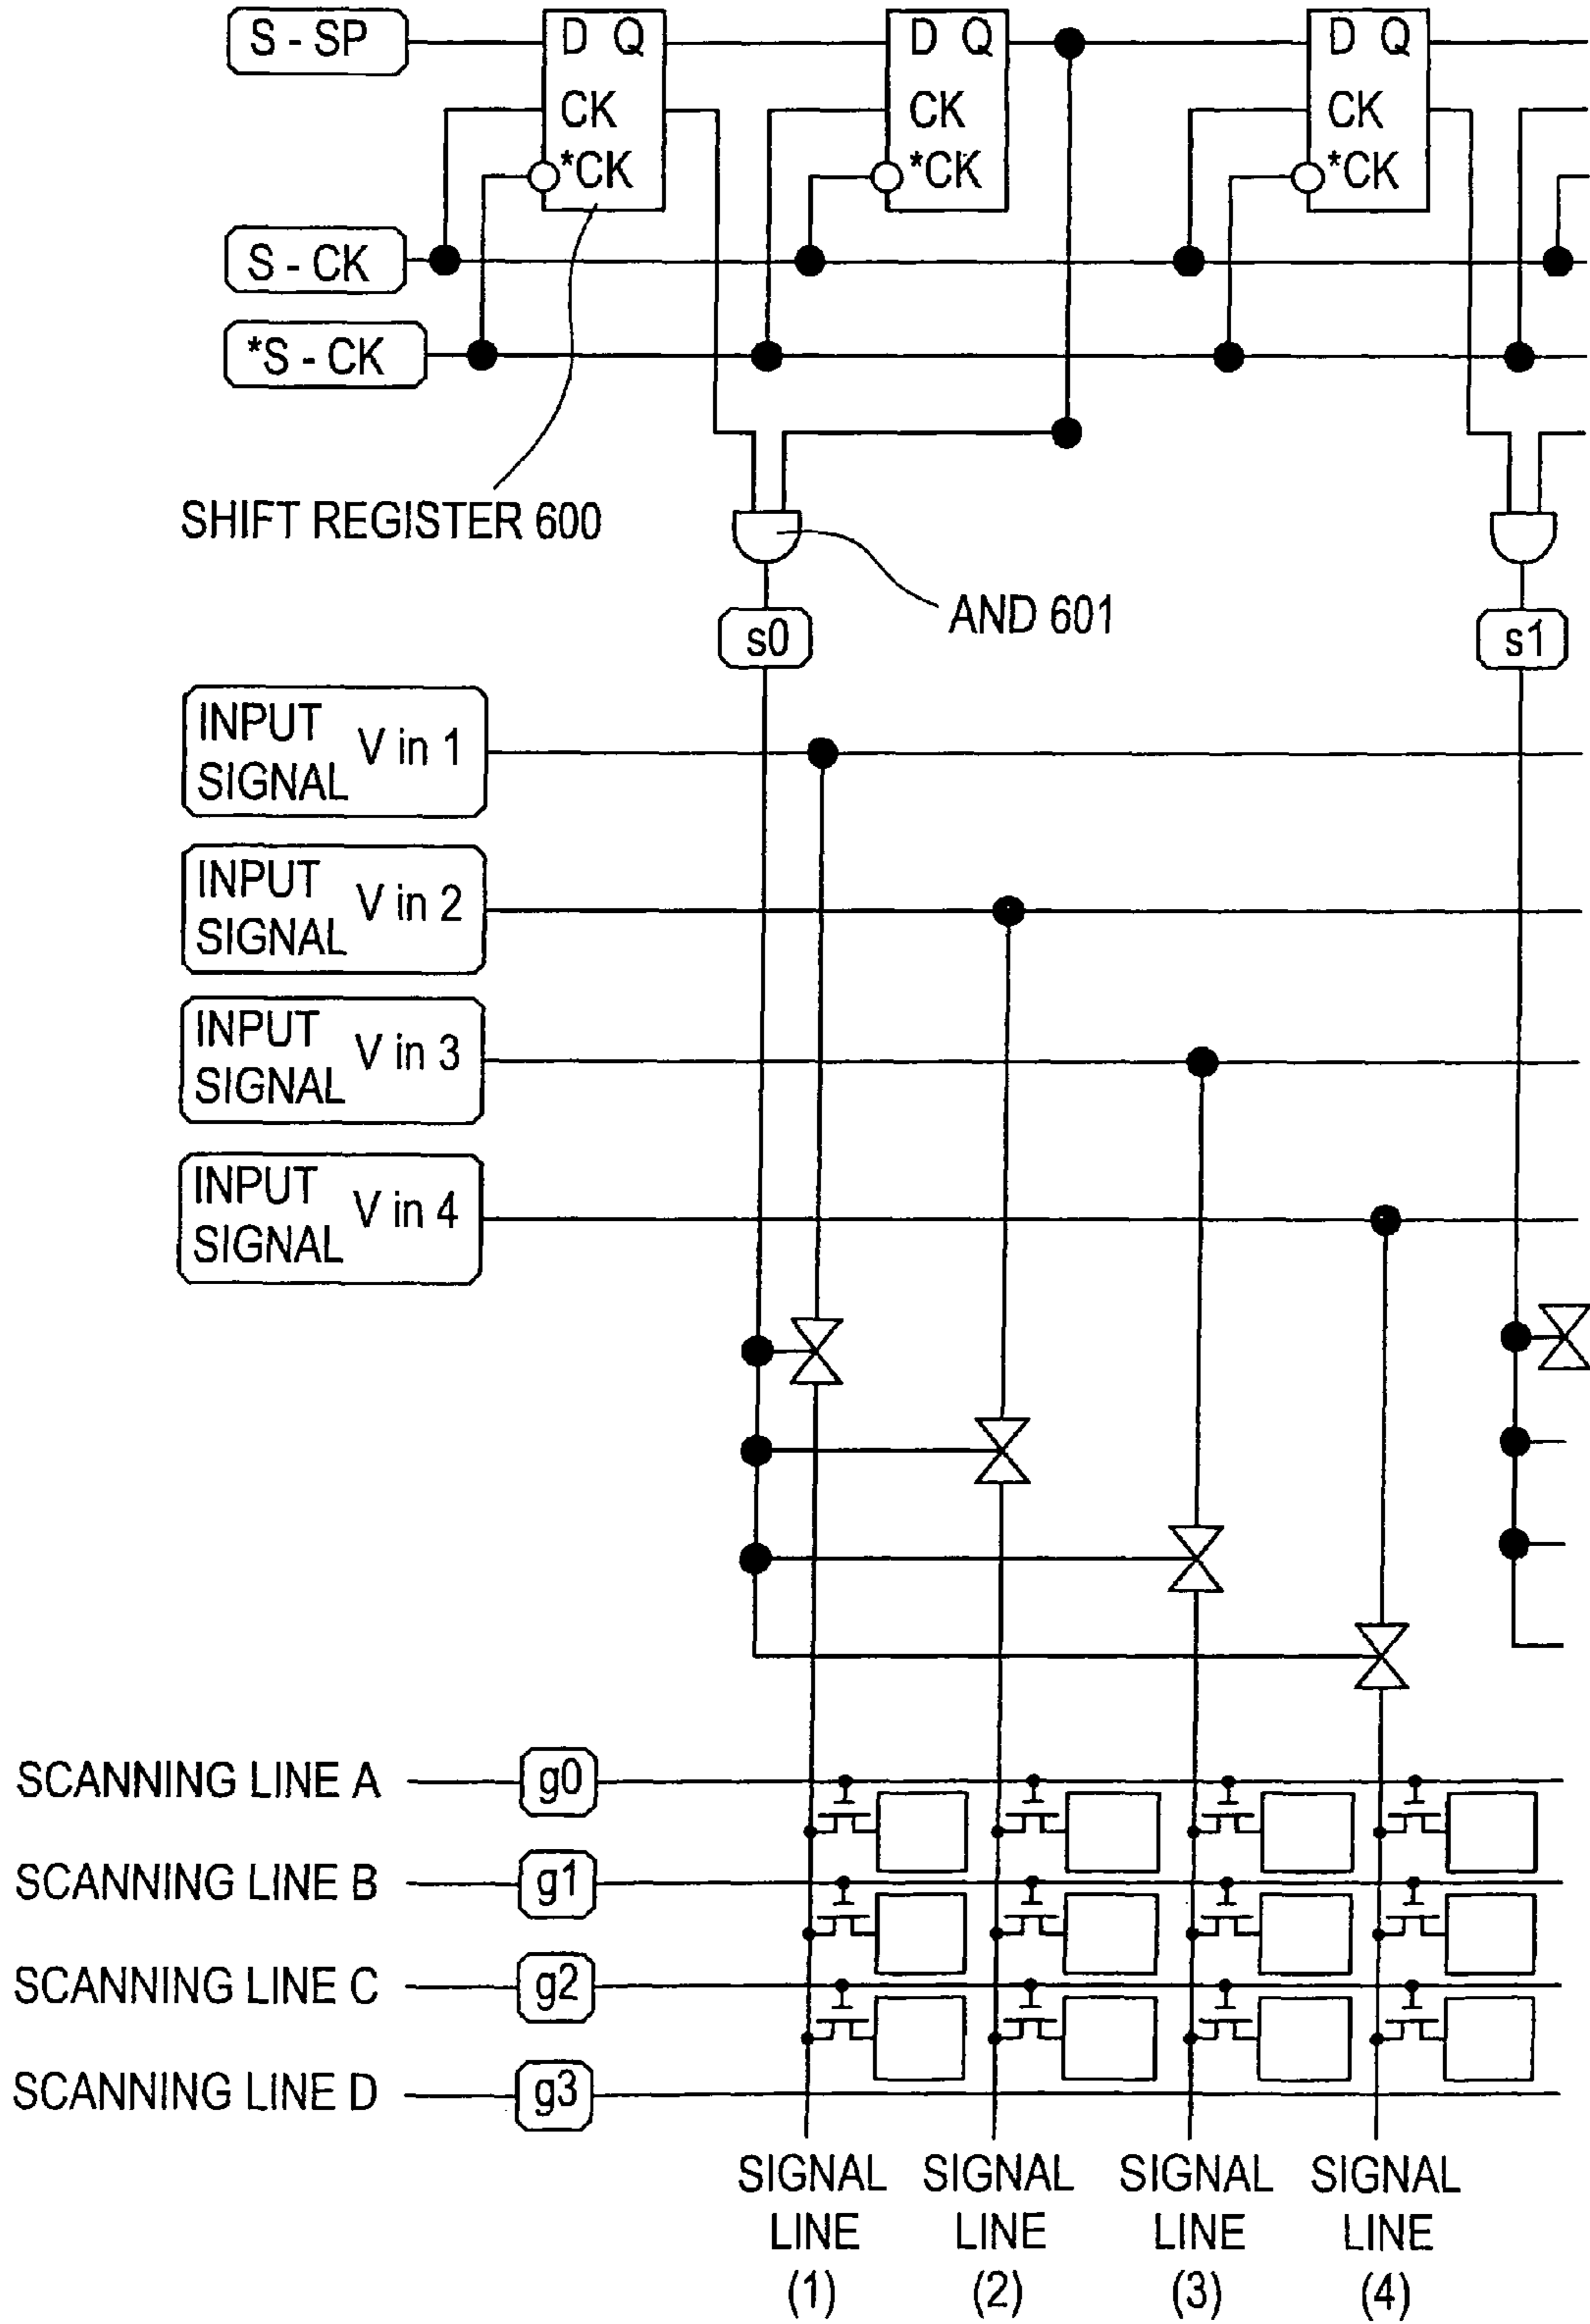 S - SP
D Q
CK
*CK
D Q
CK
*CK
D Q
CK
*CK
S - CK
*S - CK
SHIFT REGISTER 600
AND 601
s0
s1
INPUT
SIGNAL
V in 1
INPUT
SIGNAL
V in 2
INPUT
SIGNAL
V in 3
INPUT
SIGNAL
V in 4
SCANNING LINE A
g0
SCANNING LINE B
g1
SCANNING LINE C
g2
SCANNING LINE D
g3
SIGNAL
LINE
(1)
SIGNAL
LINE
(2)
SIGNAL
LINE
(3)
SIGNAL
LINE
(4)